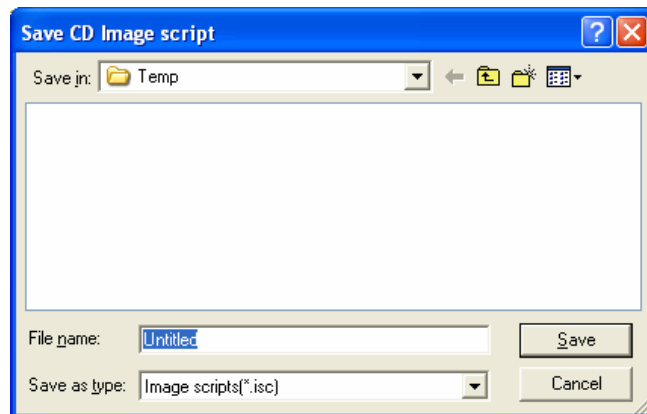 Save CD Image script
Save in: Temp
File name: Untitled
Save
Save as type: Image scripts(*.isc)
Cancel